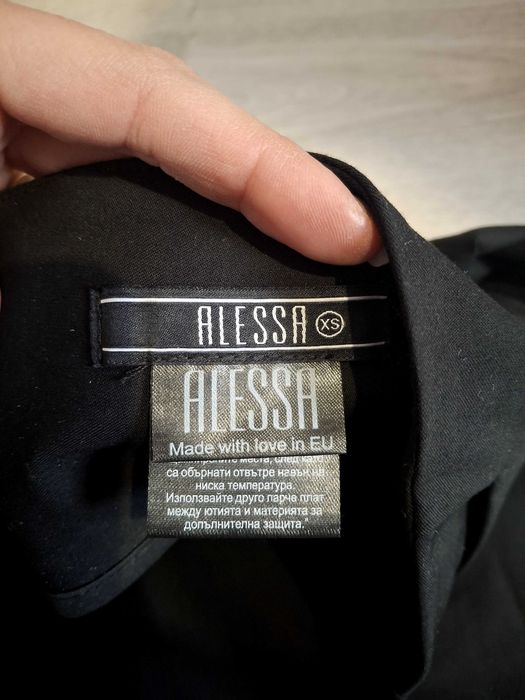 ALESSA XS
ALESSA
Made with love in EU
места,
са обърнати отвътре навън на
ниска температура.
Използвайте друго парче плат
между ютията и материята за
допълнителна защита."